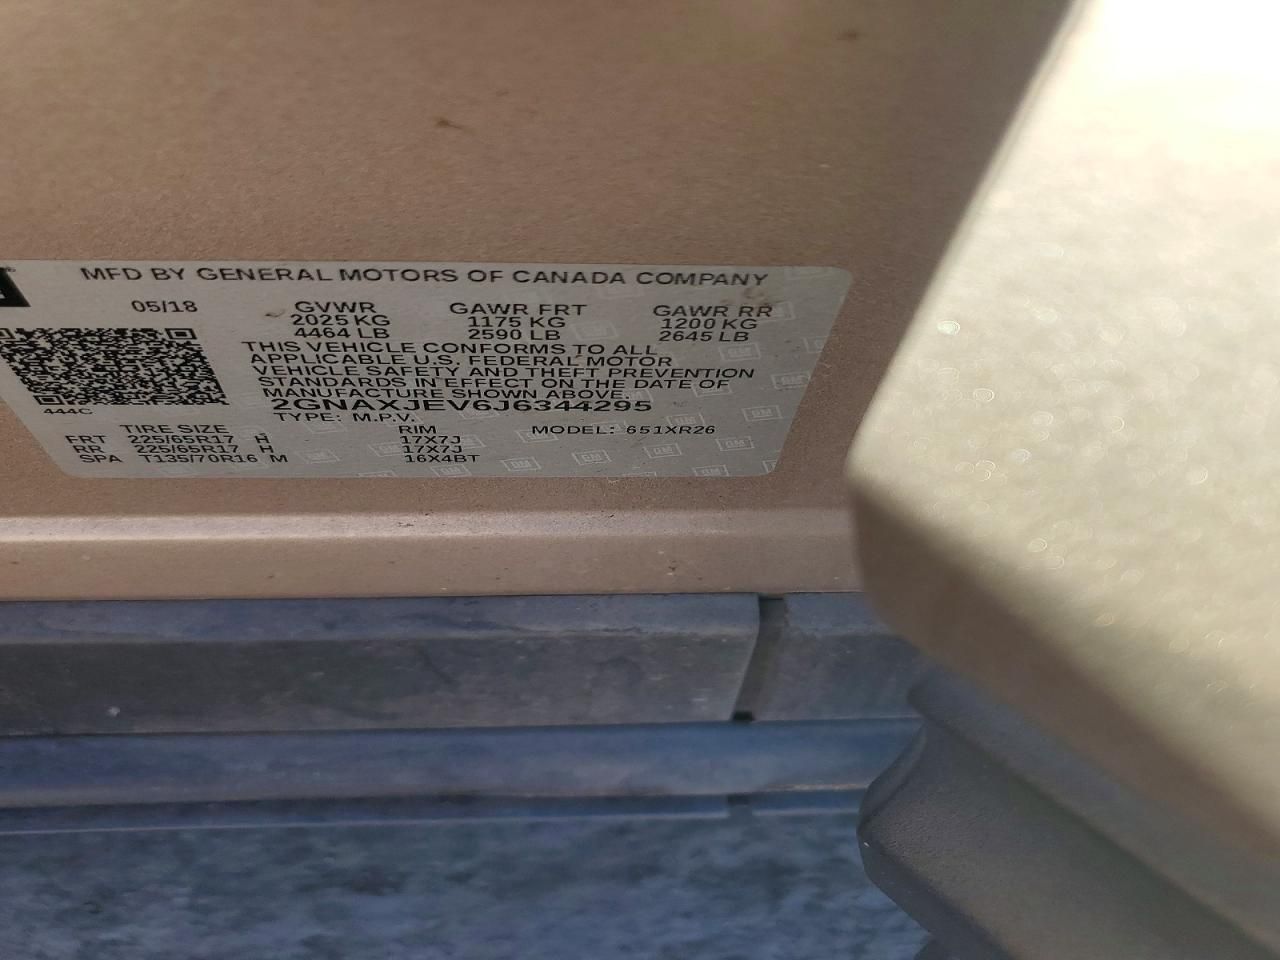 MFD BY GENERAL MOTORS OF CANADA COMPANY
05/18 GVWR GAWR FRT GAWR RR
2025 KG 1175 KG 1200 KG
4464 LB 2590 LB 2645 LB
THIS VEHICLE CONFORMS TO ALL
APPLICABLE U.S. FEDERAL MOTOR
VEHICLE SAFETY AND THEFT PREVENTION
STANDARDS IN EFFECT ON THE DATE OF
MANUFACTURE SHOWN ABOVE.
444C
2GNAXJEV6J6344295
TYPE: M.P.V.
TIRE SIZE RIM MODEL: 651XR26
FRT 225/65R17 H 17X7J
RR 225/65R17 H 17X7J
SPA T135/70R16 M 16X4BT